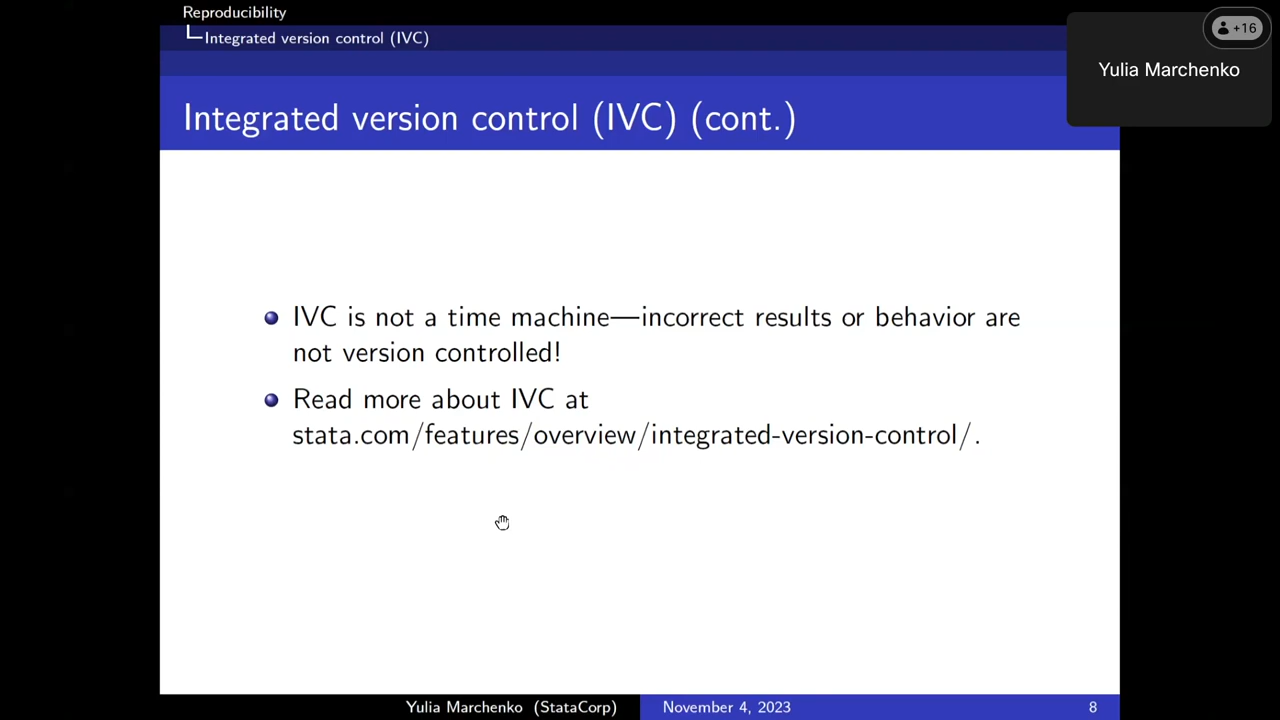 Reproducibility
Integrated version control (IVC)
+16
Yulia Marchenko
Integrated version control (IVC) (cont.)
IVC is not a time machine—incorrect results or behavior are
not version controlled!
Read more about IVC at
stata.com/features/overview/integrated-version-control/.
Yulia Marchenko (StataCorp)
November 4, 2023
8